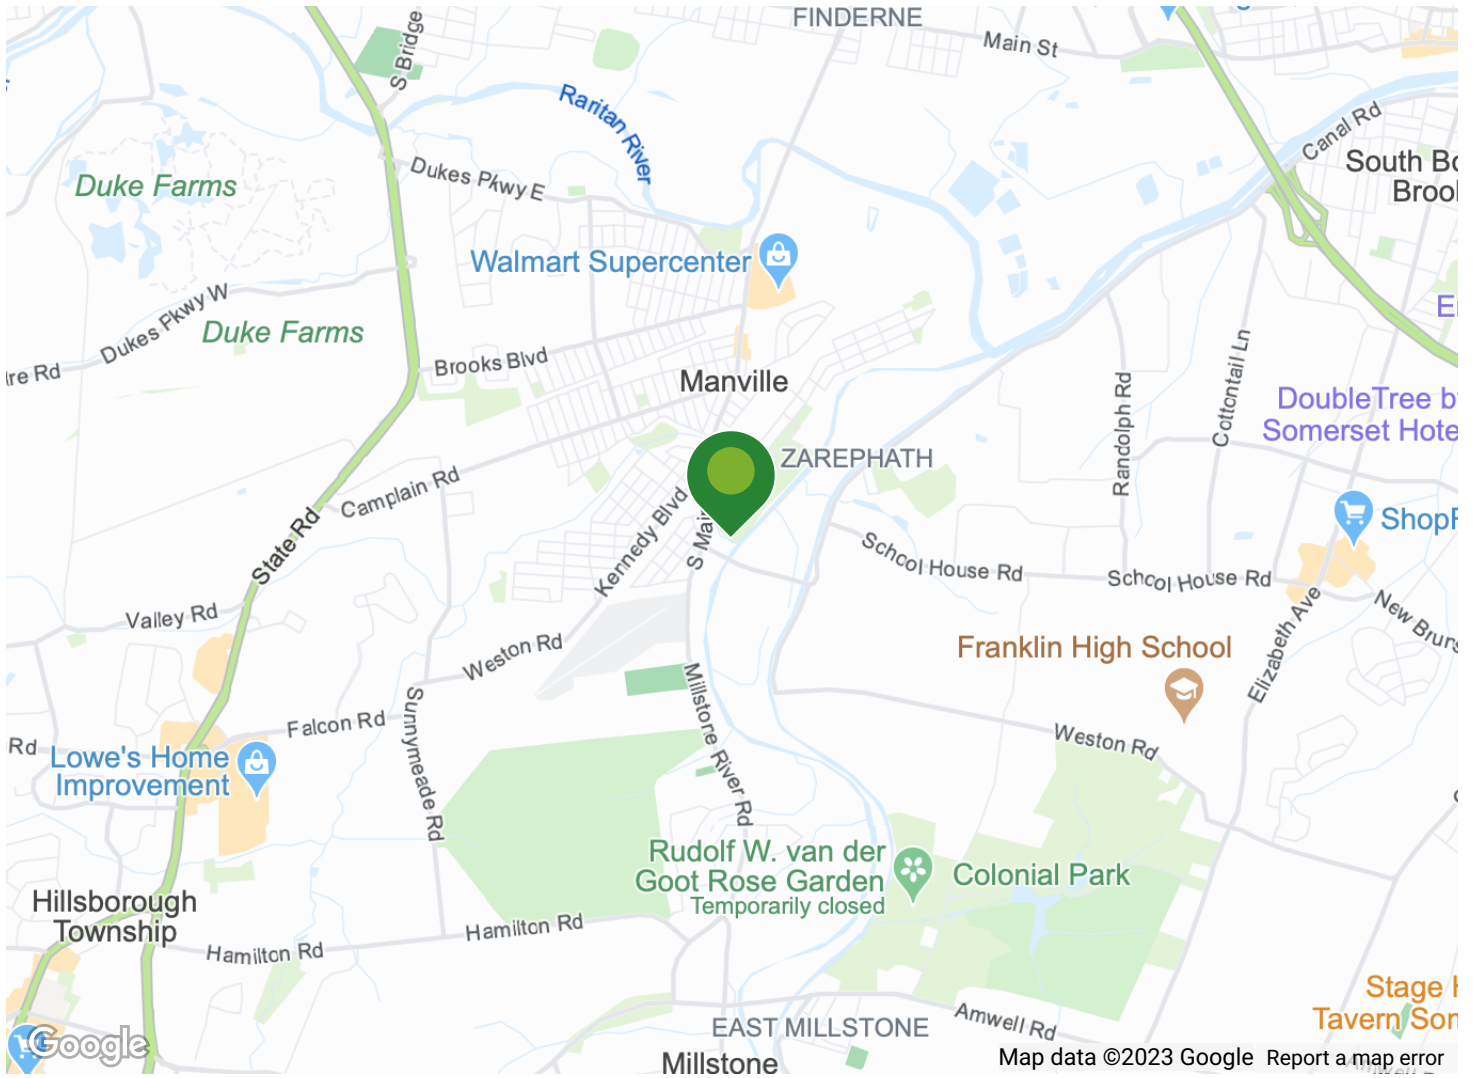 FINDERNE
Main St
S Bridge
Raritan River
Canal Rd
South Bo
Brook
Duke Farms
Dukes Pkwy E
Walmart Supercenter
Dukes Pkwy W
Duke Farms
Brooks Blvd
Manville
Randolph Rd
Cottontail Ln
DoubleTree b
Somerset Hote
ZAREPHATH
Camplain Rd
Kennedy Blvd
S Mai
State Rd
ShopR
School House Rd
School House Rd
Valley Rd
Weston Rd
Elizabeth Ave
New Bruns
Franklin High School
Millstone River Rd
Sunnymeade Rd
Falcon Rd
Rd
Weston Rd
Lowe's Home
Improvement
Rudolf W. van der
Goot Rose Garden
Temporarily closed
Colonial Park
Hillsborough
Township
Hamilton Rd
Hamilton Rd
Stage H
Tavern Som
EAST MILLSTONE
Amwell Rd
Millstone
Google
Map data ©2023 Google
Report a map error